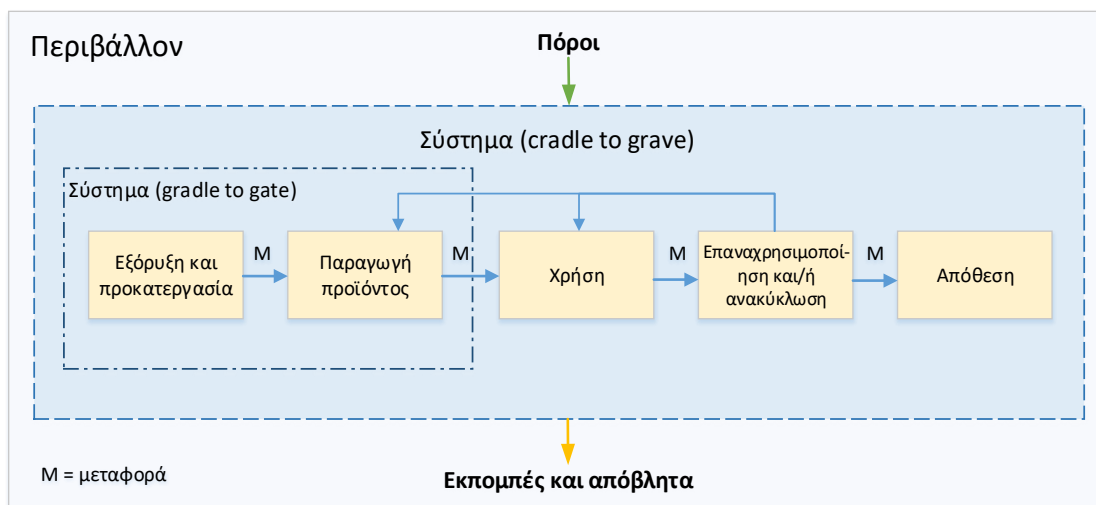 Περιβάλλον
Πόροι
Σύστημα (cradle to grave)
Σύστημα (gradle to gate)
Εξόρυξη και
προκατεργασία
Μ
Παραγωγή
προϊόντος
Μ
Χρήση
Μ
Επαναχρησιμοποί-
ηση και/ή
ανακύκλωση
Μ
Απόθεση
Μ = μεταφορά
Εκπομπές και απόβλητα